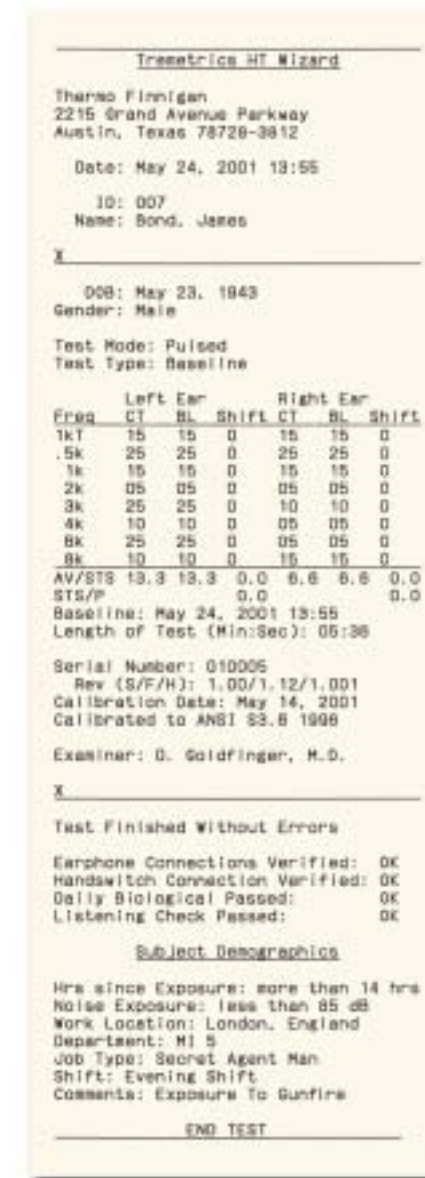 Tremetrics HT Wizard
Thermo Finnigan
2215 Grand Avenue Parkway
Austin, Texas 78728-3812
Date: May 24, 2001 13:55
ID: 007
Name: Bond, James
X
DOB: May 23, 1943
Gender: Male
Test Mode: Pulsed
Test Type: Baseline
Left Ear Right Ear
Freq CT BL Shift CT BL Shift
1kT 15 15 0 15 15 0
.5k 25 25 0 25 25 0
1k 15 15 0 15 15 0
2k 05 05 0 05 05 0
3k 25 25 0 10 10 0
4k 10 10 0 05 05 0
6k 25 25 0 05 05 0
8k 10 10 0 15 15 0
AV/STS 13.3 13.3 0.0 6.6 6.6 0.0
STS/P 0.0 0.0
Baseline: May 24, 2001 13:55
Length of Test (Min:Sec): 05:36
Serial Number: 010005
Rev (S/F/H): 1.00/1.12/1.001
Calibration Date: May 14, 2001
Calibrated to ANSI S3.6 1996
Examiner: O. Goldfinger, M.D.
X
Test Finished Without Errors
Earphone Connections Verified: OK
Handswitch Connection Verified: OK
Daily Biological Passed: OK
Listening Check Passed: OK
Subject Demographics
Hrs since Exposure: more than 14 hrs
Noise Exposure: less than 85 dB
Work Location: London, England
Department: MI 5
Job Type: Secret Agent Man
Shift: Evening Shift
Comments: Exposure To Gunfire
END TEST